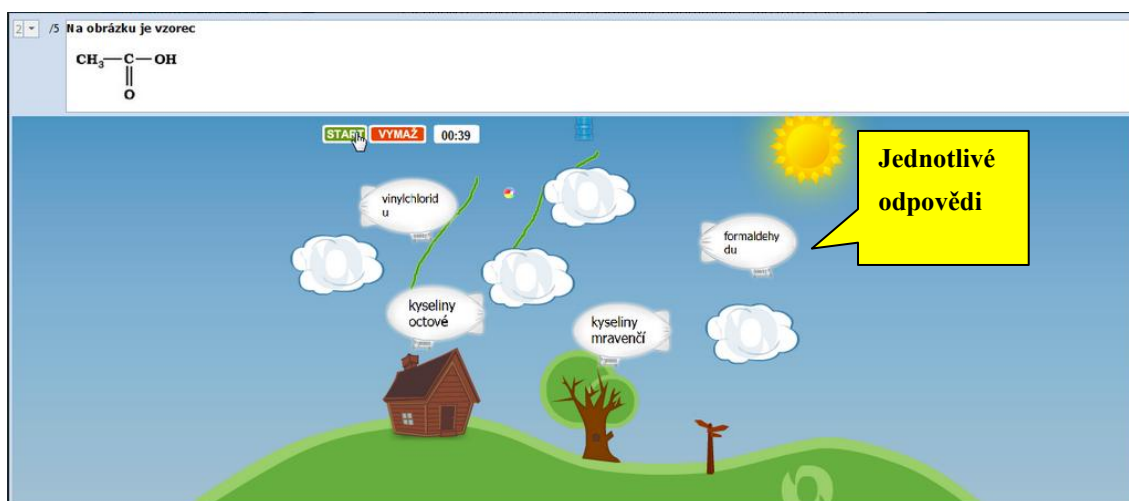 2 /5 Na obrázku je vzorec
CH3—C—OH
||
O
START VYMAŽ 00:39
vinylchlorid
u
Jednotlivé
odpovědi
formaldehy
du
kyseliny
octové
kyseliny
mravenčí